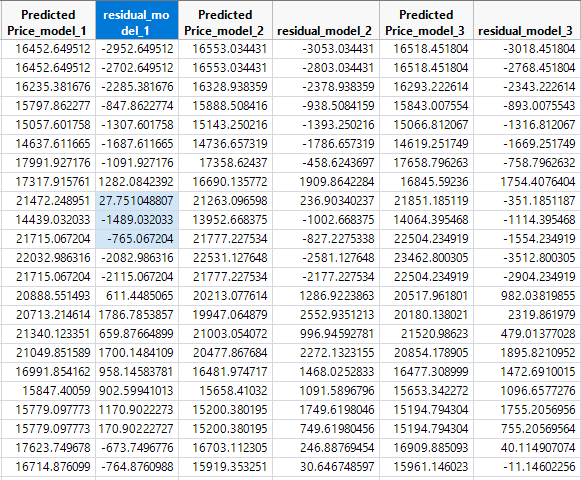 Predicted Price_model_1 residual_mo del_1 Predicted Price_model_2 residual_model_2 Predicted Price_model_3 residual_model_3
16452.649512 -2952.649512 16553.034431 -3053.034431 16518.451804 -3018.451804
16452.649512 -2702.649512 16553.034431 -2803.034431 16518.451804 -2768.451804
16235.381676 -2285.381676 16328.938359 -2378.938359 16293.222614 -2343.222614
15797.862277 -847.8622774 15888.508416 -938.5084159 15843.007554 -893.0075543
15057.601758 -1307.601758 15143.250216 -1393.250216 15066.812067 -1316.812067
14637.611665 -1687.611665 14736.657319 -1786.657319 14619.251749 -1669.251749
17991.927176 -1091.927176 17358.62437 -458.6243697 17658.796263 -758.7962632
17317.915761 1282.0842392 16690.135772 1909.8642284 16845.59236 1754.4076404
21472.248951 27.751048807 21263.096598 236.90340237 21851.185119 -351.1851187
14439.032033 -1489.032033 13952.668375 -1002.668375 14064.395468 -1114.395468
21715.067204 -765.067204 21777.227534 -827.2275338 22504.234919 -1554.234919
22032.986316 -2082.986316 22531.127648 -2581.127648 23462.800305 -3512.800305
21715.067204 -2115.067204 21777.227534 -2177.227534 22504.234919 -2904.234919
20888.551493 611.4485065 20213.077614 1286.9223863 20517.961801 982.03819855
20713.214614 1786.7853857 19947.064879 2552.9351213 20180.138021 2319.861979
21340.123351 659.87664899 21003.054072 996.94592781 21520.98623 479.01377028
21049.851589 1700.1484109 20477.867684 2272.1323155 20854.178905 1895.8210952
16991.854162 958.14583781 16481.974717 1468.0252833 16477.308999 1472.6910015
15847.40059 902.59941013 15658.41032 1091.5896796 15653.342272 1096.6577276
15779.097773 1170.9022273 15200.380195 1749.6198046 15194.794304 1755.2056956
15779.097773 170.90222727 15200.380195 749.61980456 15194.794304 755.20569564
17623.749678 -673.7496776 16703.112305 246.88769454 16909.885093 40.114907074
16714.876099 -764.8760988 15919.353251 30.646748597 15961.146023 -11.14602256